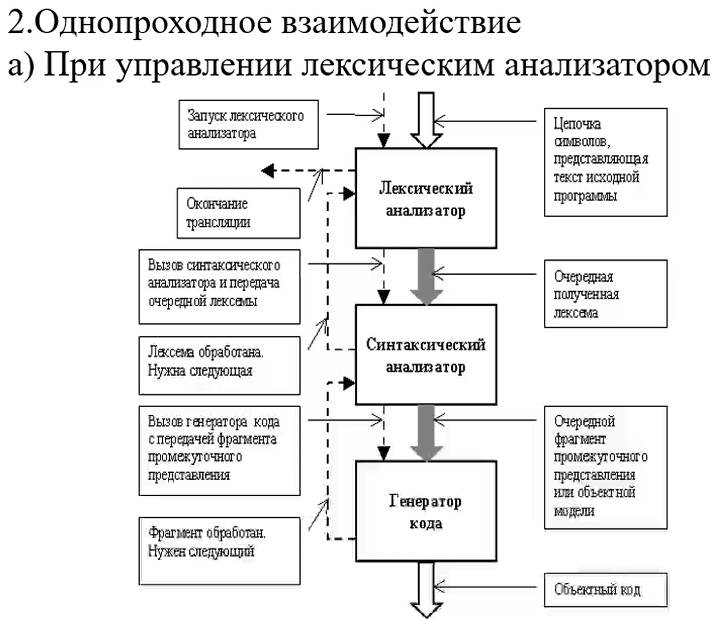 2.Однопроходное взаимодействие
а) При управлении лексическим анализатором
Запуск лексического
анализатора
Цепочка
символов,
представляющая
текст исходной
программы
Лексический
анализатор
Окончание
трансляции
Вызов синтаксического
анализатора и передача
очередной лексемы
Очередная
полученная
лексема
Синтаксический
анализатор
Лексема обработана.
Нужна следующая
Вызов генератора кода
с передачей фрагмента
промежуточного
представления
Очередной
фрагмент
промежуточного
представления
или объектной
модели
Генератор
кода
Фрагмент обработан.
Нужен следующий
Объектный код